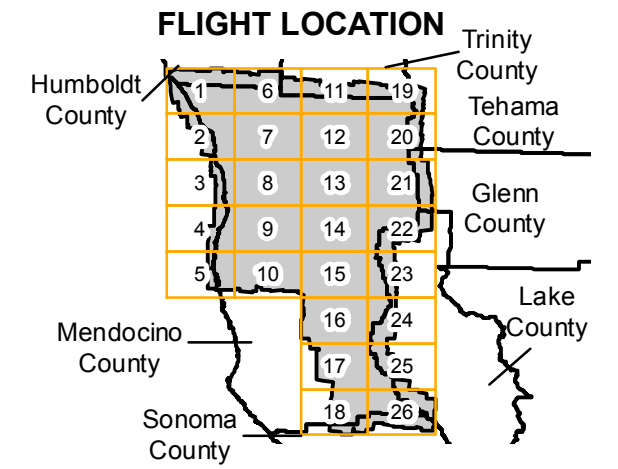 FLIGHT LOCATION
Trinity
County
Humboldt
County
1 6 11 19
Tehama
County
2 7 12 20
3 8 13 21
Glenn
County
4 9 14 22
5 10 15 23
Lake
County
16 24
Mendocino
County
17 25
18 26
Sonoma
County